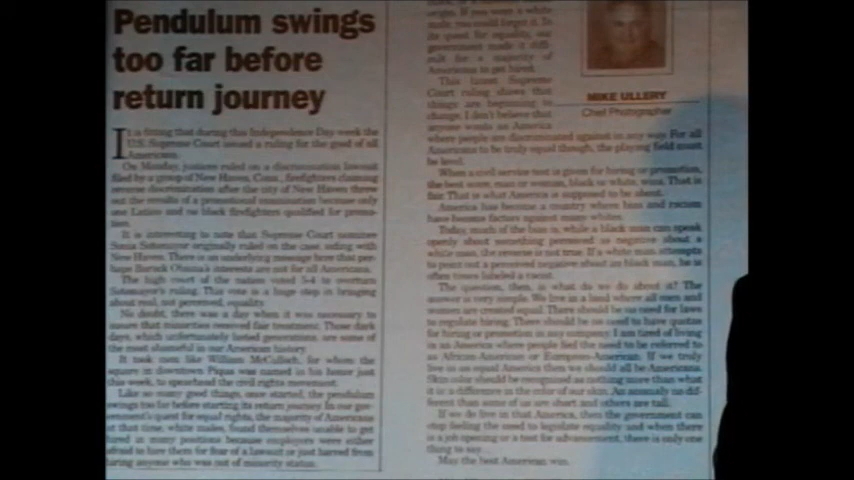 Pendulum swings
too far before
return journey
It is fitting that during this Independence Day week the
U.S. Supreme Court issued a ruling for the good of all
Americans.
On Monday, justices ruled on a discrimination lawsuit
filed by a group of New Haven, Conn., firefighters claiming
reverse discrimination after the city of New Haven threw
out the results of a promotional examination because only
one Latino and no black firefighters qualified for promo-
tion.
It is interesting to note that Supreme Court nominee
Sonia Sotomayor originally ruled on the case, siding with
New Haven. There is an underlying message here that per-
haps Barack Obama's interests are not for all Americans.
The high court of the nation voted 5-4 to overturn
Sotomayor's ruling. This vote is a huge step in bringing
about real, not perceived, equality.
No doubt, there was a day when it was necessary to
assure that minorities removed fair treatment. Those dark
days, which unfortunately lasted generations, are some of
the most shameful in our American history.
It took men like William McCulloch, for whom the
square in downtown Piqua was named in his honor just
this week, to spearhead the civil rights movement.
Like so many good things, once started, the pendulum
swings too far before starting its return journey. In our gov-
ernment's quest for equal rights, the majority of Americans
at that time, white males, found themselves unable to get
hired in many positions because employers were either
afraid to hire them for fear of a lawsuit or just barred from
hiring anyone who was not of minority status.
origin. If you were a white
male, you could forget it. In
its quest for equality, our
government made it diffi-
cult for a majority of
Americans to get hired.
This latest Supreme
Court ruling shows that
things are beginning to
change. I don't believe that
anyone wants an America
where people are discriminated against in any way. For all
Americans to be truly equal though, the playing field must
be level.
When a civil service test is given for hiring or promotion,
the best score, man or woman, black or white, wins. That is
fair. That is what America is supposed to be about.
America has become a country where bias and racism
have become factors against many whites.
Today, much of the bias is, while a black man can speak
openly about something perceived as negative about a
white man, the reverse is not true. If a white man attempts
to point out a perceived negative about an black man, he is
often times labeled a racist.
The question, then, is what do we do about it? The
answer is very simple. We live in a land where all men and
women are created equal. There should be no need for laws
to regulate hiring. There should be no need to have quotas
for hiring or promotion in any company. I am tired of living
in an America where people feel the need to be referred to
as African-American or European-American. If we truly
live in an equal America then we should all be Americans.
Skin color should be recognized as nothing more than what
it is a difference in the color of our skin. An anomaly no dif-
ferent than some of us are short and others are tall.
If we do live in that America, then the government can
stop feeling the need to legislate equality and when there
is a job opening or a test for advancement, there is only one
thing to say...
May the best American win.
MIKE ULLERY
Chief Photographer